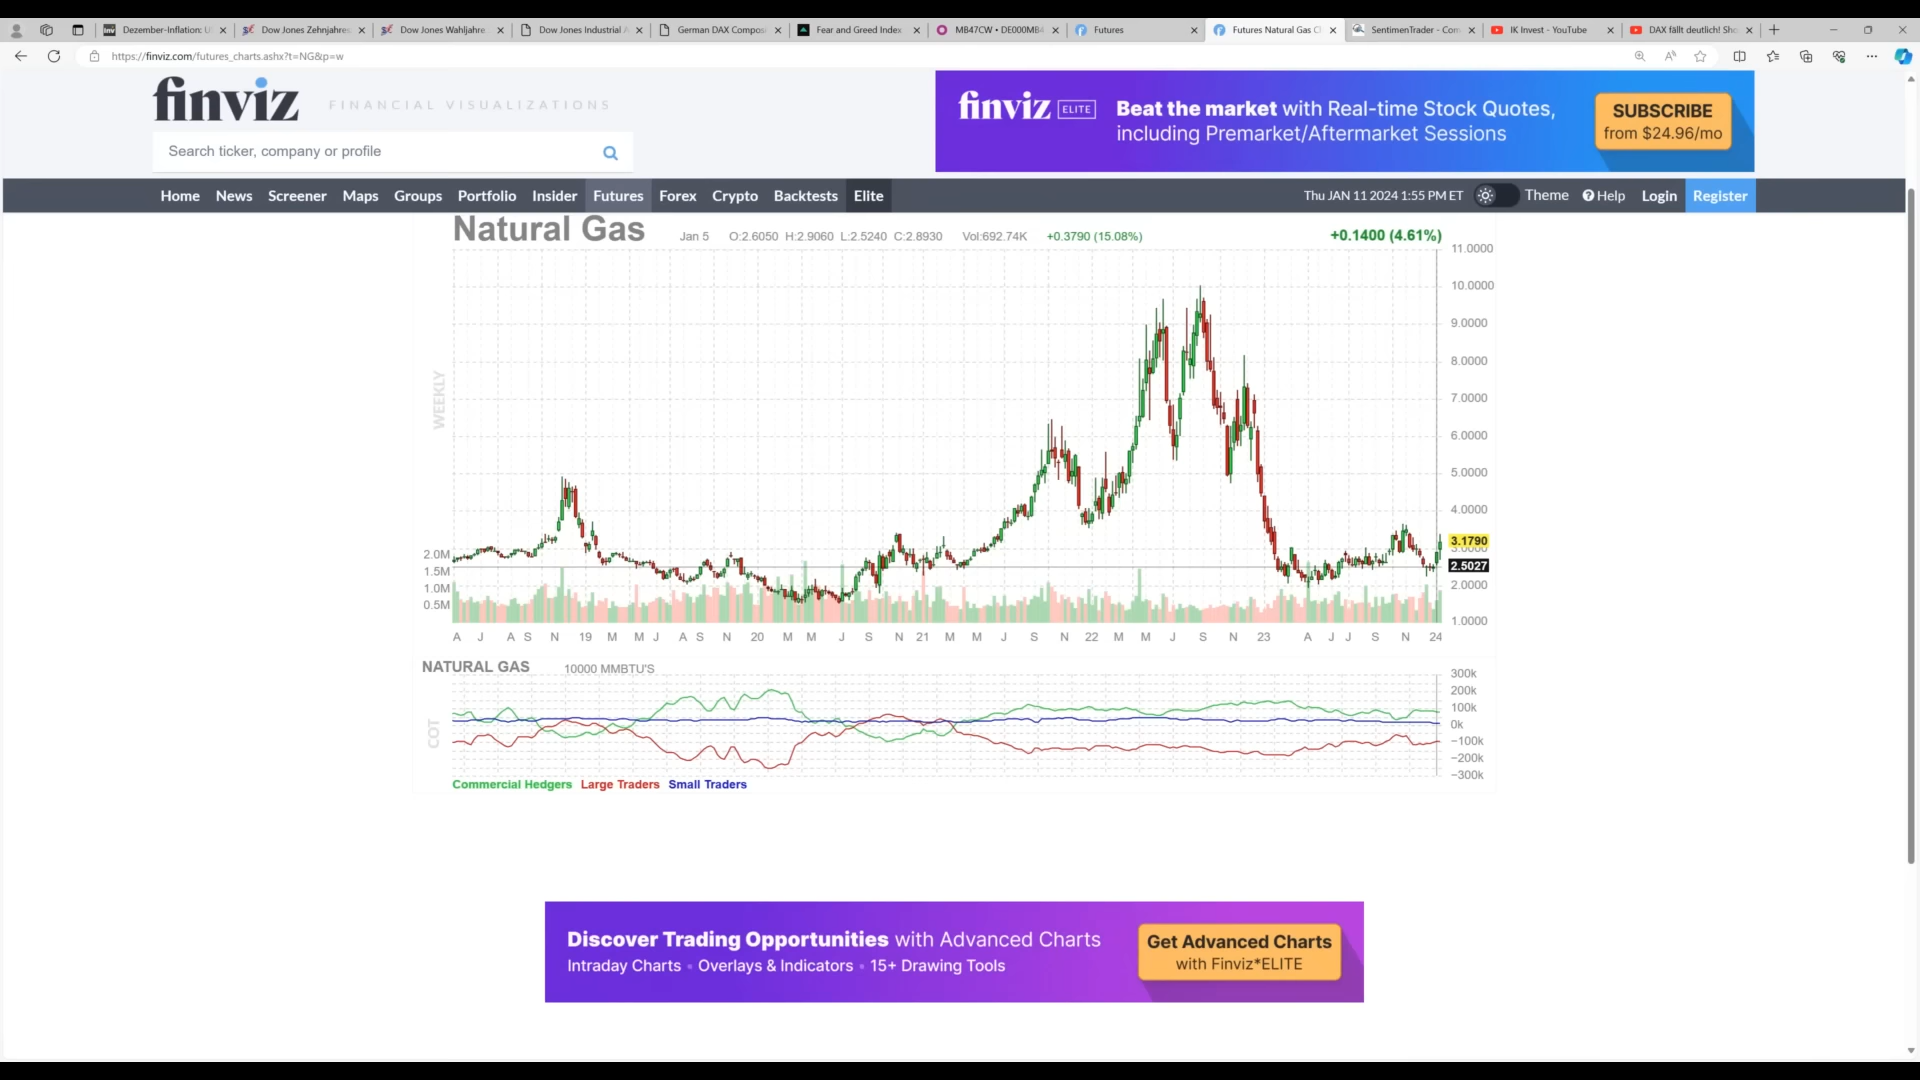 Dezember-Inflation: U
Dow Jones Zehnjahres
Dow Jones Wahljahre
Dow Jones Industrial A
German DAX Compos
Fear and Greed Index
MB47CW • DE000MB4
Futures
Futures Natural Gas C
SentimenTrader - Com
IK Invest - YouTube
DAX fällt deutlich! Sho
https://finviz.com/futures_charts.ashx?t=NG&p=w
finviz FINANCIAL VISUALIZATIONS
Search ticker, company or profile
finviz ELITE
Beat the market with Real-time Stock Quotes,
including Premarket/Aftermarket Sessions
SUBSCRIBE
from $24.96/mo
Home News Screener Maps Groups Portfolio Insider Futures Forex Crypto Backtests Elite
Thu JAN 11 2024 1:55 PM ET Theme Help Login Register
Natural Gas Jan 5 O:2.6050 H:2.9060 L:2.5240 C:2.8930 Vol:692.74K +0.3790 (15.08%) +0.1400 (4.61%)
11.0000
10.0000
9.0000
8.0000
7.0000
6.0000
5.0000
4.0000
3.1790
3.0000
2.5027
2.0000
1.0000
WEEKLY
2.0M
1.5M
1.0M
0.5M
A J A S N 19 M M J A S N 20 M M J S N 21 M M J S N 22 M M J S N 23 A J J S N 24
NATURAL GAS 10000 MMBTU'S
300k
200k
100k
0k
−100k
−200k
−300k
COT
Commercial Hedgers Large Traders Small Traders
Discover Trading Opportunities with Advanced Charts
Intraday Charts • Overlays & Indicators • 15+ Drawing Tools
Get Advanced Charts
with Finviz*ELITE